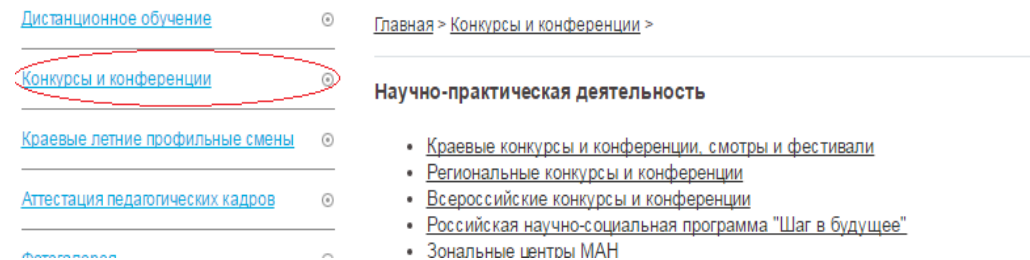 Дистанционное обучение
Конкурсы и конференции
Краевые летние профильные смены
Аттестация педагогических кадров
Фотогалерея
Главная > Конкурсы и конференции >
Научно-практическая деятельность
Краевые конкурсы и конференции, смотры и фестивали
Региональные конкурсы и конференции
Всероссийские конкурсы и конференции
Российская научно-социальная программа "Шаг в будущее"
Зональные центры МАН